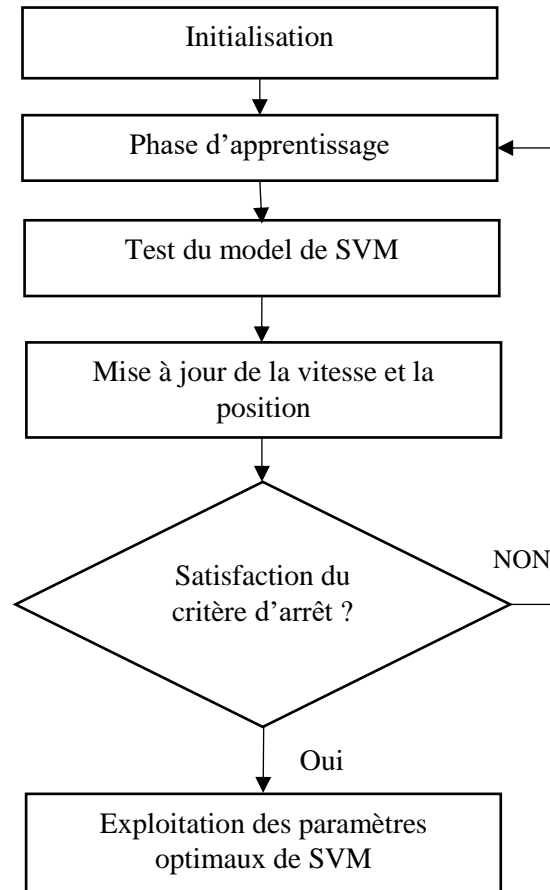 Initialisation
Phase d’apprentissage
Test du model de SVM
Mise à jour de la vitesse et la
position
Satisfaction du
critère d’arrêt ?
NON
Oui
Exploitation des paramètres
optimaux de SVM